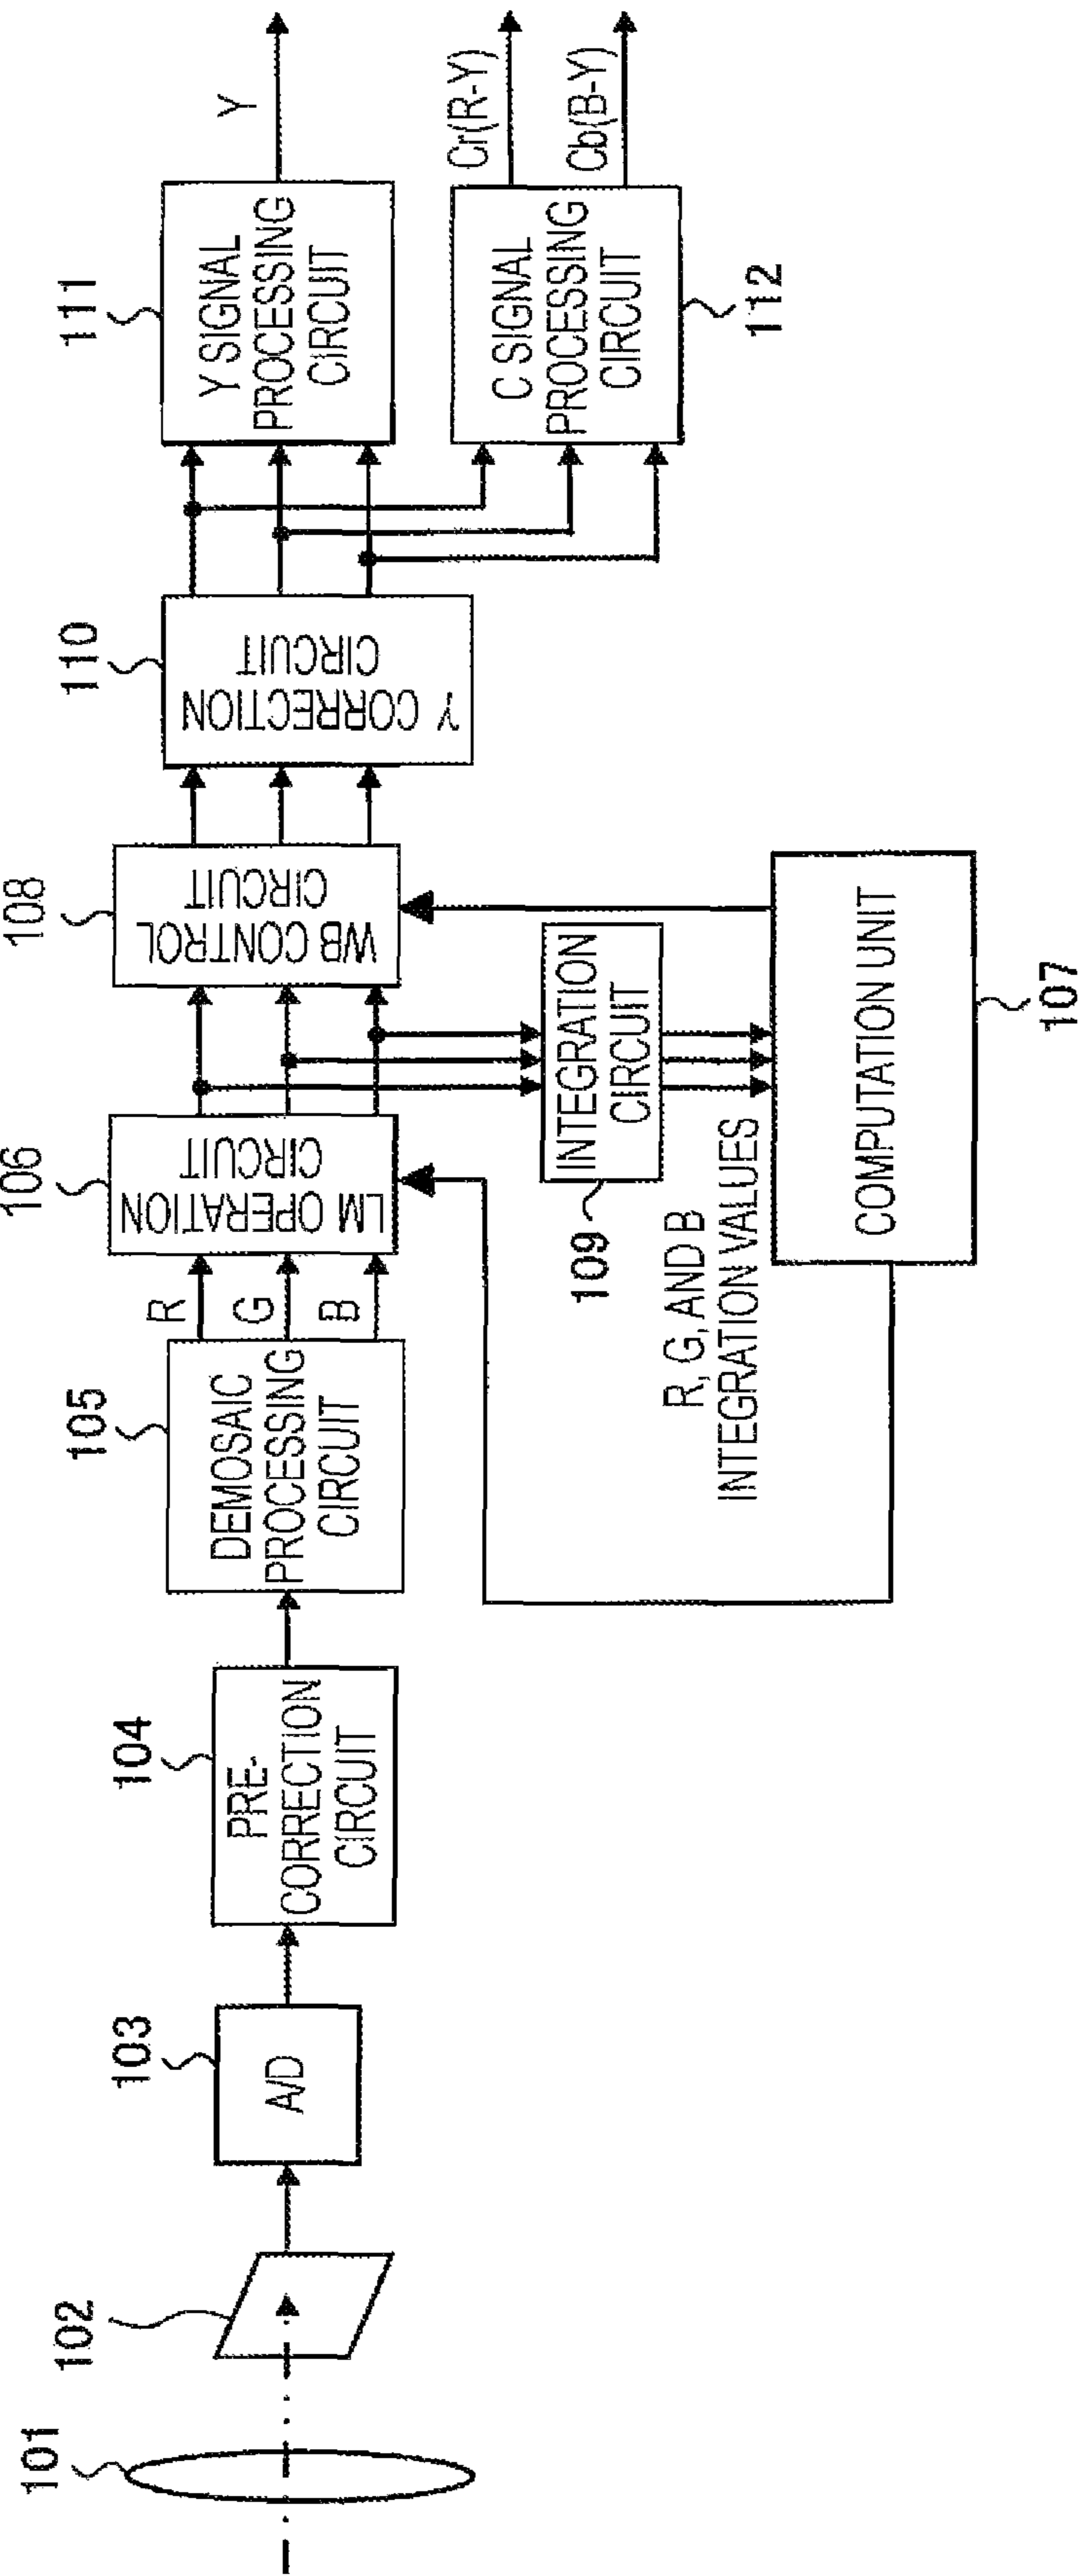 101
102
103
A/D
104
PRE-
CORRECTION
CIRCUIT
105
DEMOSAIC
PROCESSING
CIRCUIT
R
G
B
106
LM OPERATION
CIRCUIT
108
WB CONTROL
CIRCUIT
109
INTEGRATION
CIRCUIT
R, G, AND B
INTEGRATION VALUES
COMPUTATION UNIT
107
110
γ CORRECTION
CIRCUIT
111
Y SIGNAL
PROCESSING
CIRCUIT
Y
C SIGNAL
PROCESSING
CIRCUIT
112
Cr(R-Y)
Cb(B-Y)